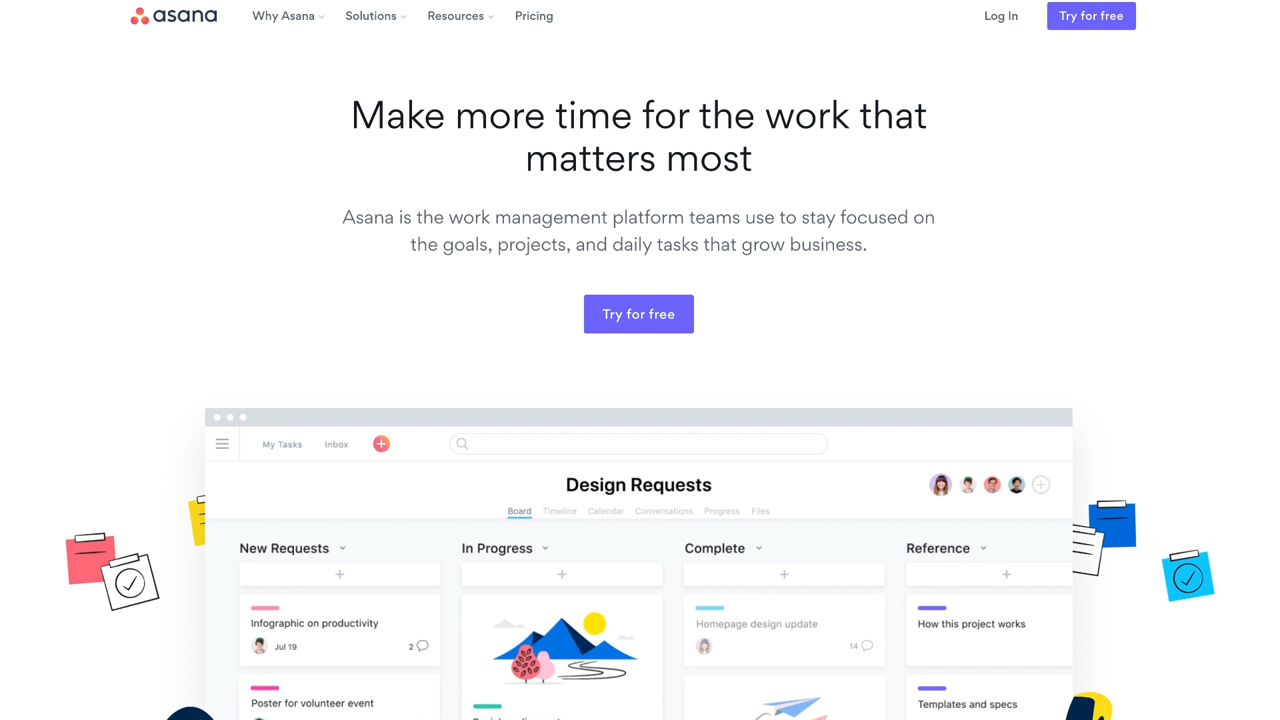 asana
Why Asana
Solutions
Resources
Pricing
Log In
Try for free
Make more time for the work that
matters most
Asana is the work management platform teams use to stay focused on
the goals, projects, and daily tasks that grow business.
Try for free
My Tasks
Inbox
Design Requests
Board
Timeline
Calendar
Conversations
Progress
Files
New Requests
In Progress
Complete
Reference
Infographic on productivity
Jul 19
2
Homepage design update
14
How this project works
Poster for volunteer event
Templates and specs